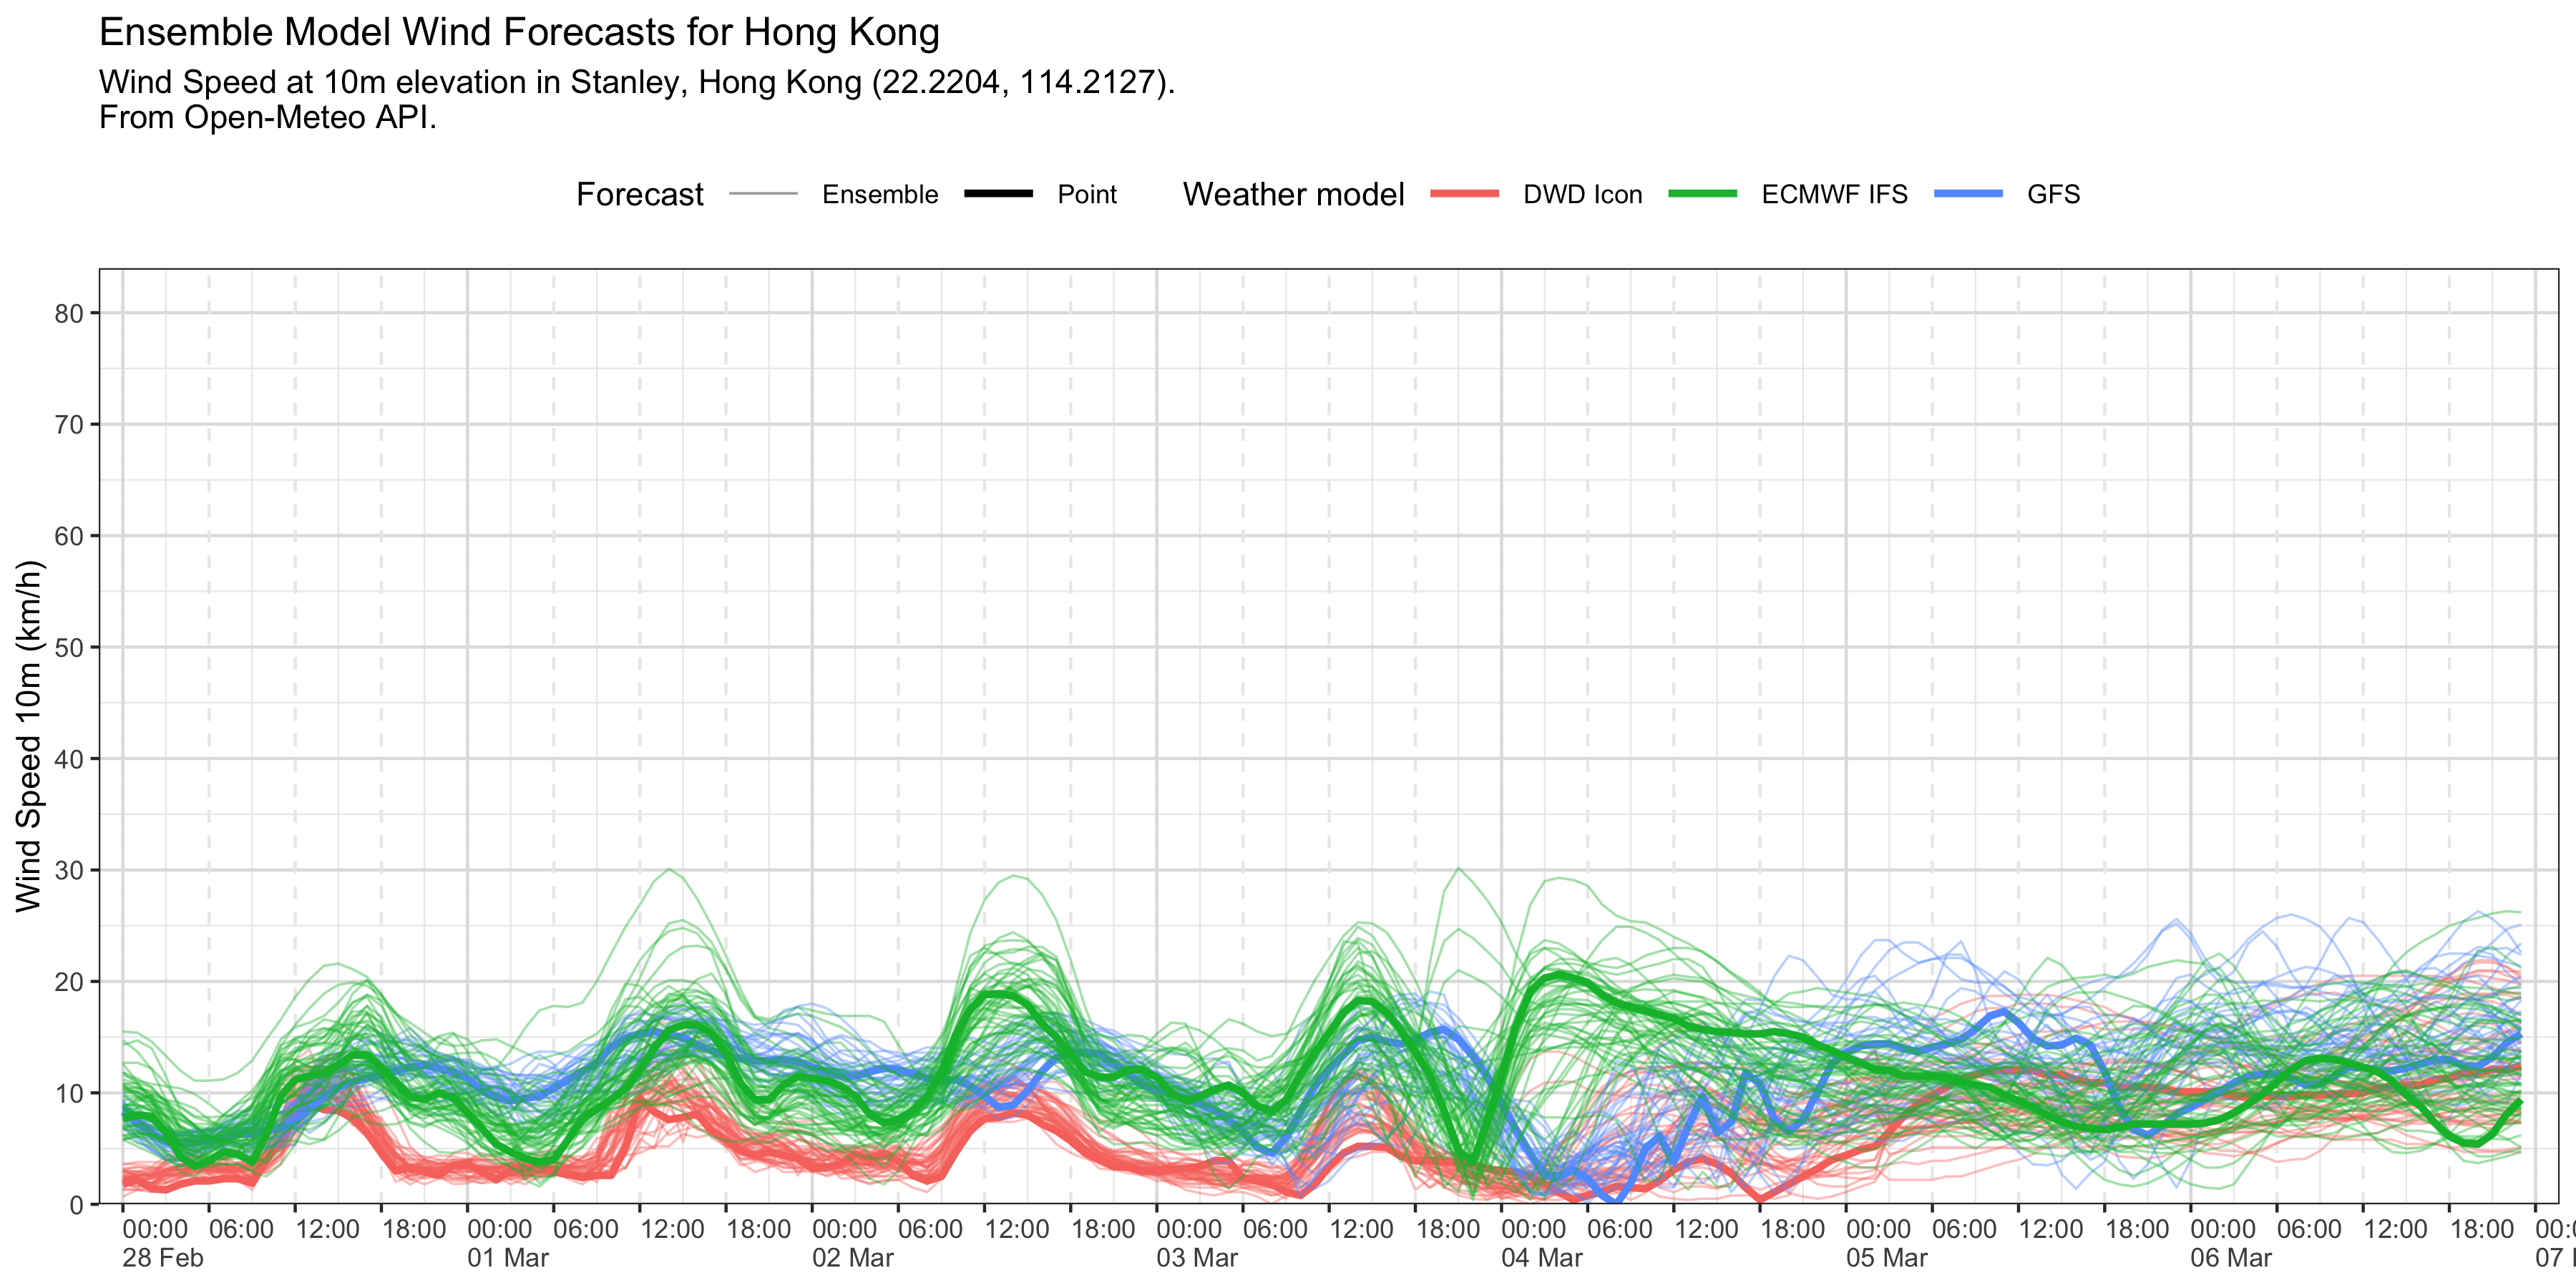 Ensemble Model Wind Forecasts for Hong Kong
Wind Speed at 10m elevation in Stanley, Hong Kong (22.2204, 114.2127).
From Open-Meteo API.
Forecast Ensemble Point Weather model DWD Icon ECMWF IFS GFS
Wind Speed 10m (km/h)
80
70
60
50
40
30
20
10
0
00:00 06:00 12:00 18:00 00:00 06:00 12:00 18:00 00:00 06:00 12:00 18:00 00:00 06:00 12:00 18:00 00:00 06:00 12:00 18:00 00:00 06:00 12:00 18:00 00:00 06:00 12:00 18:00
28 Feb 01 Mar 02 Mar 03 Mar 04 Mar 05 Mar 06 Mar 07